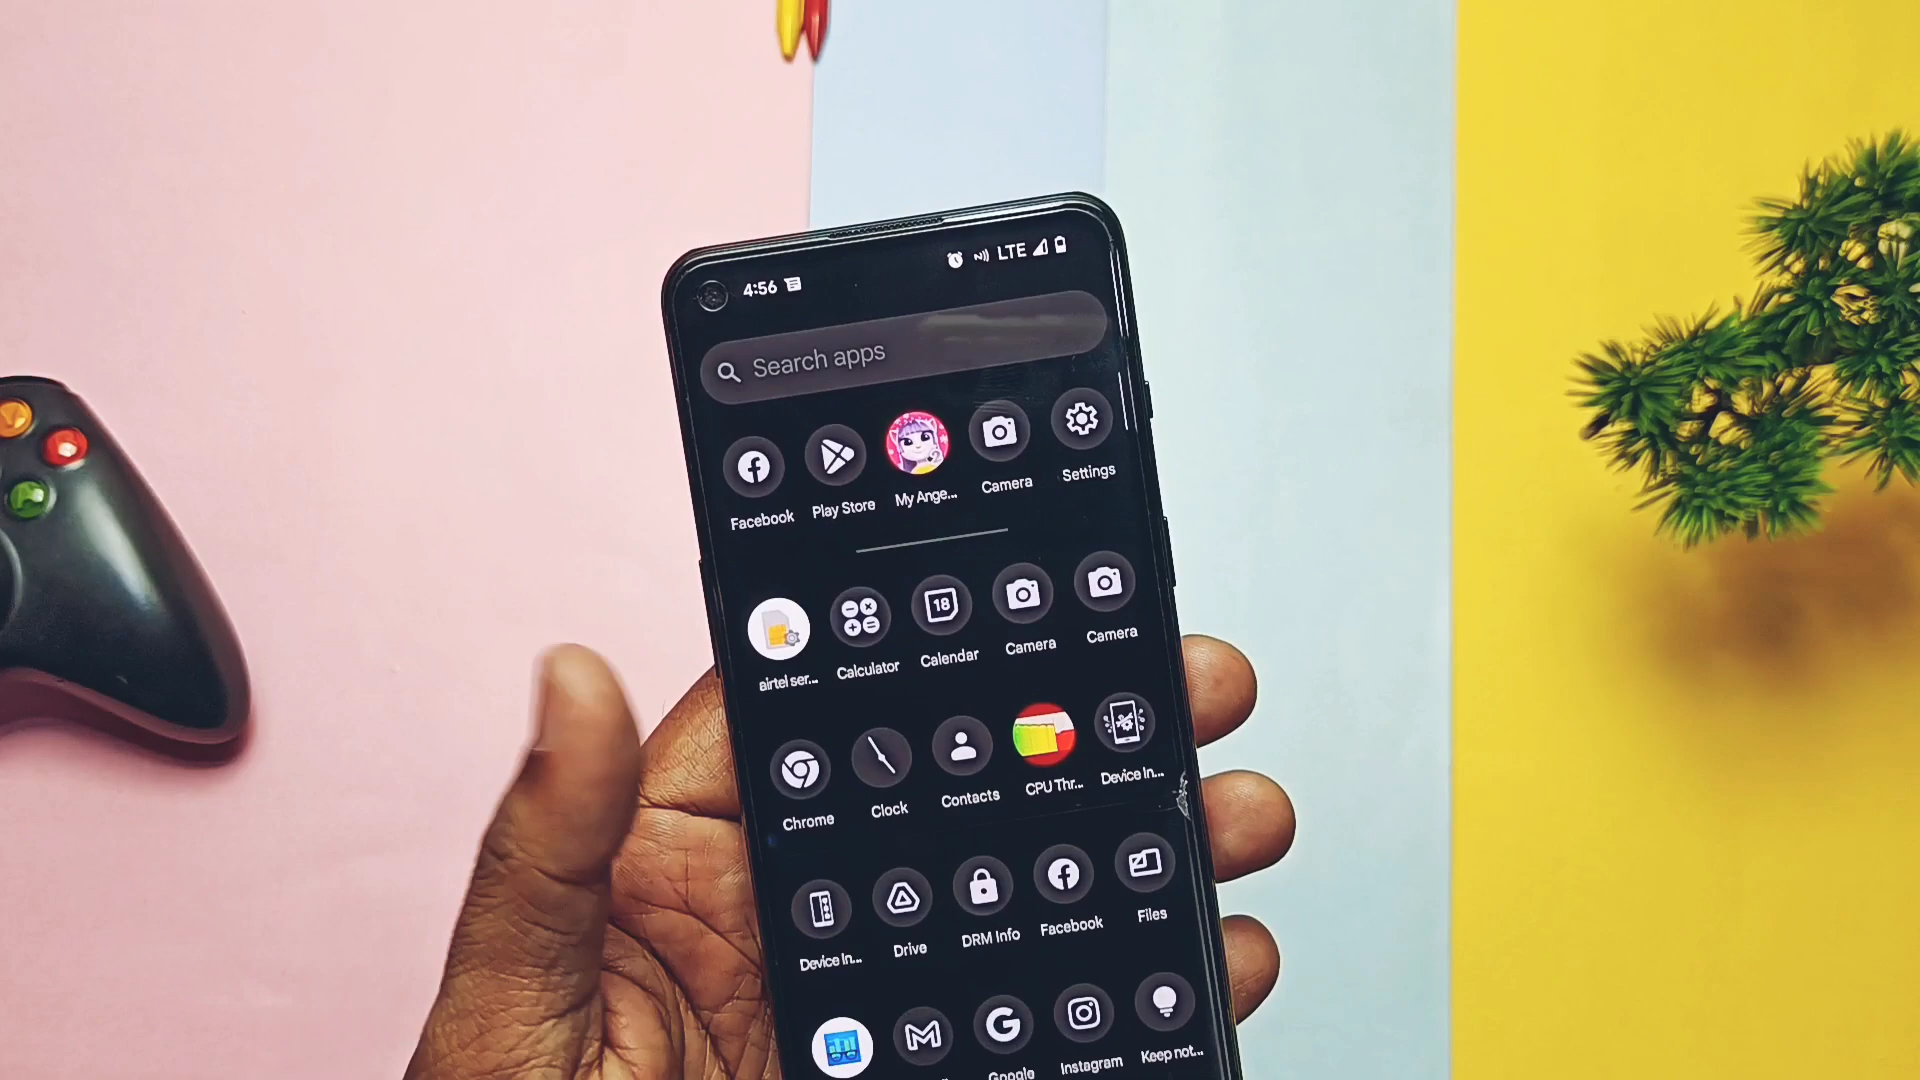 4:56
LTE
Search apps
Facebook
Play Store
My Ange...
Camera
Settings
18
airtel ser...
Calculator
Calendar
Camera
Camera
Chrome
Clock
Contacts
CPU Thr...
Device In...
Device In...
Drive
DRM Info
Facebook
Files
Google
Instagram
Keep not...